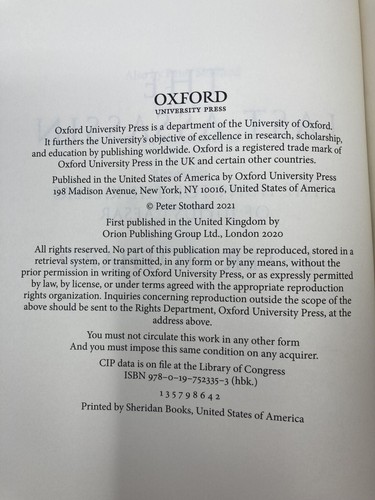 OXFORD
UNIVERSITY PRESS
Oxford University Press is a department of the University of Oxford.
It furthers the University's objective of excellence in research, scholarship,
and education by publishing worldwide. Oxford is a registered trade mark of
Oxford University Press in the UK and certain other countries.
Published in the United States of America by Oxford University Press
198 Madison Avenue, New York, NY 10016, United States of America
© Peter Stothard 2021
First published in the United Kingdom by
Orion Publishing Group Ltd., London 2020
All rights reserved. No part of this publication may be reproduced, stored in a
retrieval system, or transmitted, in any form or by any means, without the
prior permission in writing of Oxford University Press, or as expressly permitted
by law, by license, or under terms agreed with the appropriate reproduction
rights organization. Inquiries concerning reproduction outside the scope of the
above should be sent to the Rights Department, Oxford University Press, at the
address above.
You must not circulate this work in any other form
And you must impose this same condition on any acquirer.
CIP data is on file at the Library of Congress
ISBN 978–0–19–752335–3 (hbk.)
1 3 5 7 9 8 6 4 2
Printed by Sheridan Books, United States of America